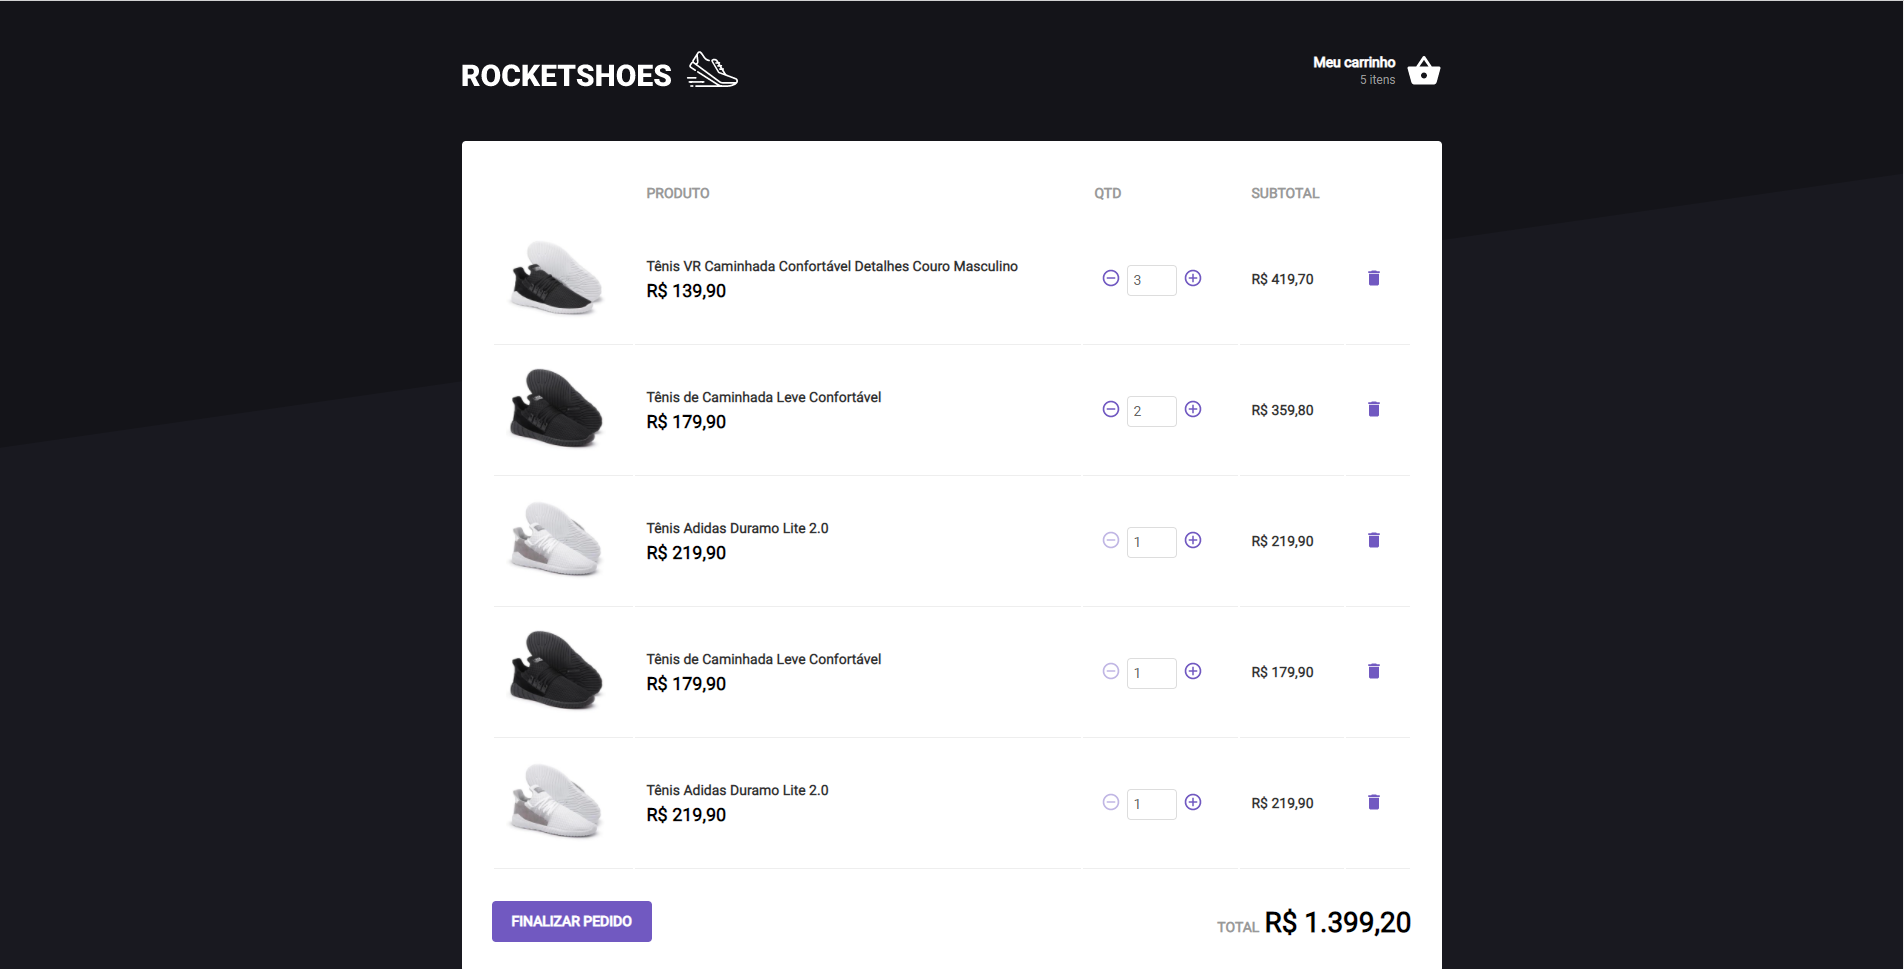 ROCKETSHOES
Meu carrinho
5 itens
PRODUTO QTD SUBTOTAL
Tênis VR Caminhada Confortável Detalhes Couro Masculino
R$ 139,90
3
R$ 419,70
Tênis de Caminhada Leve Confortável
R$ 179,90
2
R$ 359,80
Tênis Adidas Duramo Lite 2.0
R$ 219,90
1
R$ 219,90
Tênis de Caminhada Leve Confortável
R$ 179,90
1
R$ 179,90
Tênis Adidas Duramo Lite 2.0
R$ 219,90
1
R$ 219,90
FINALIZAR PEDIDO
TOTAL R$ 1.399,20